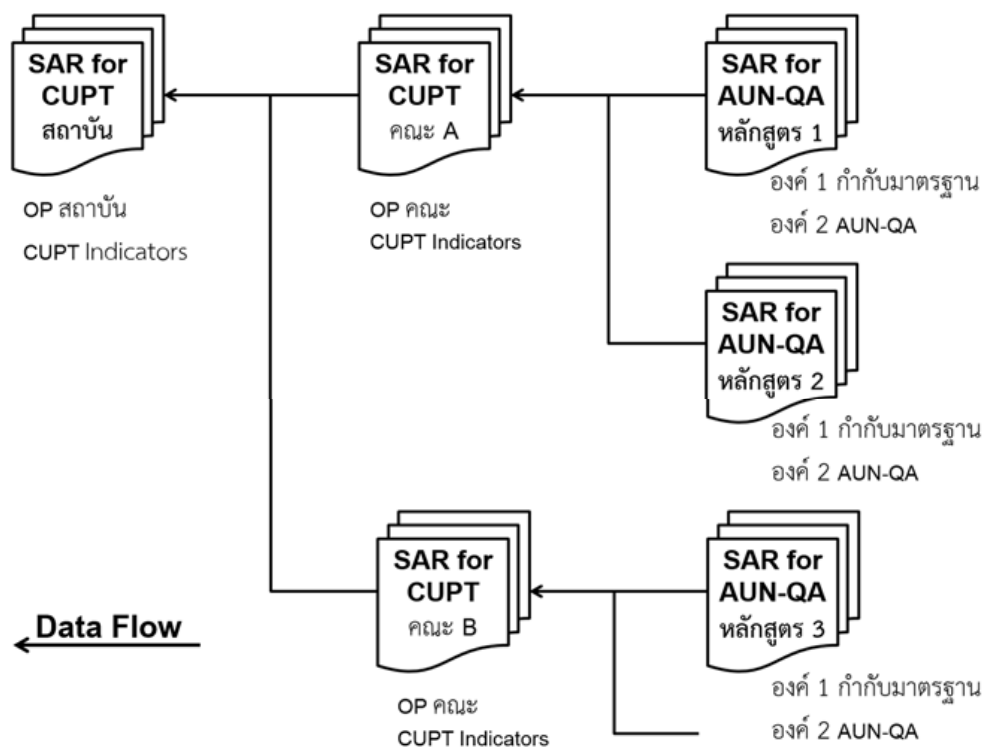 SAR for
CUPT
สถาบัน
OP สถาบัน
CUPT Indicators
SAR for
CUPT
คณะ A
OP คณะ
CUPT Indicators
SAR for
AUN-QA
หลักสูตร 1
องค์ 1 กำกับมาตรฐาน
องค์ 2 AUN-QA
SAR for
AUN-QA
หลักสูตร 2
องค์ 1 กำกับมาตรฐาน
องค์ 2 AUN-QA
SAR for
CUPT
คณะ B
OP คณะ
CUPT Indicators
SAR for
AUN-QA
หลักสูตร 3
องค์ 1 กำกับมาตรฐาน
องค์ 2 AUN-QA
Data Flow